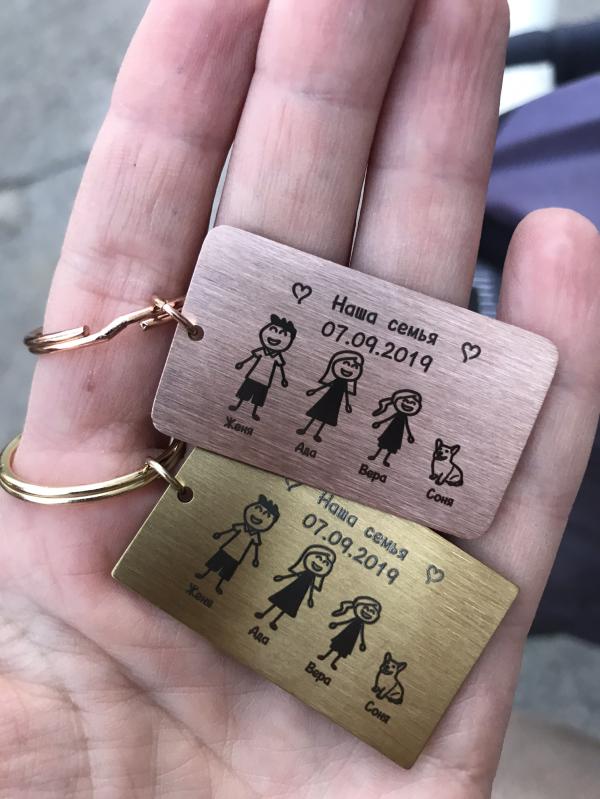 Наша семья
07.09.2019
Женя
Ада
Вера
Соня
Наша семья
07.09.2019
Женя
Ада
Вера
Соня